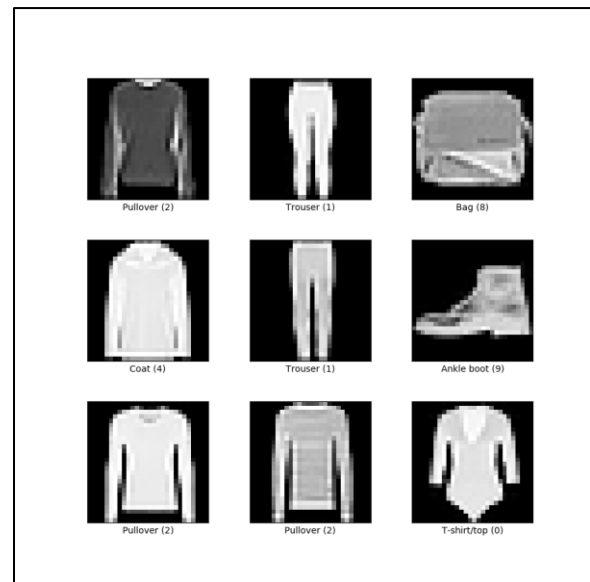 Pullover (2)
Trouser (1)
Bag (8)
Coat (4)
Trouser (1)
Ankle boot (9)
Pullover (2)
Pullover (2)
T-shirt/top (0)